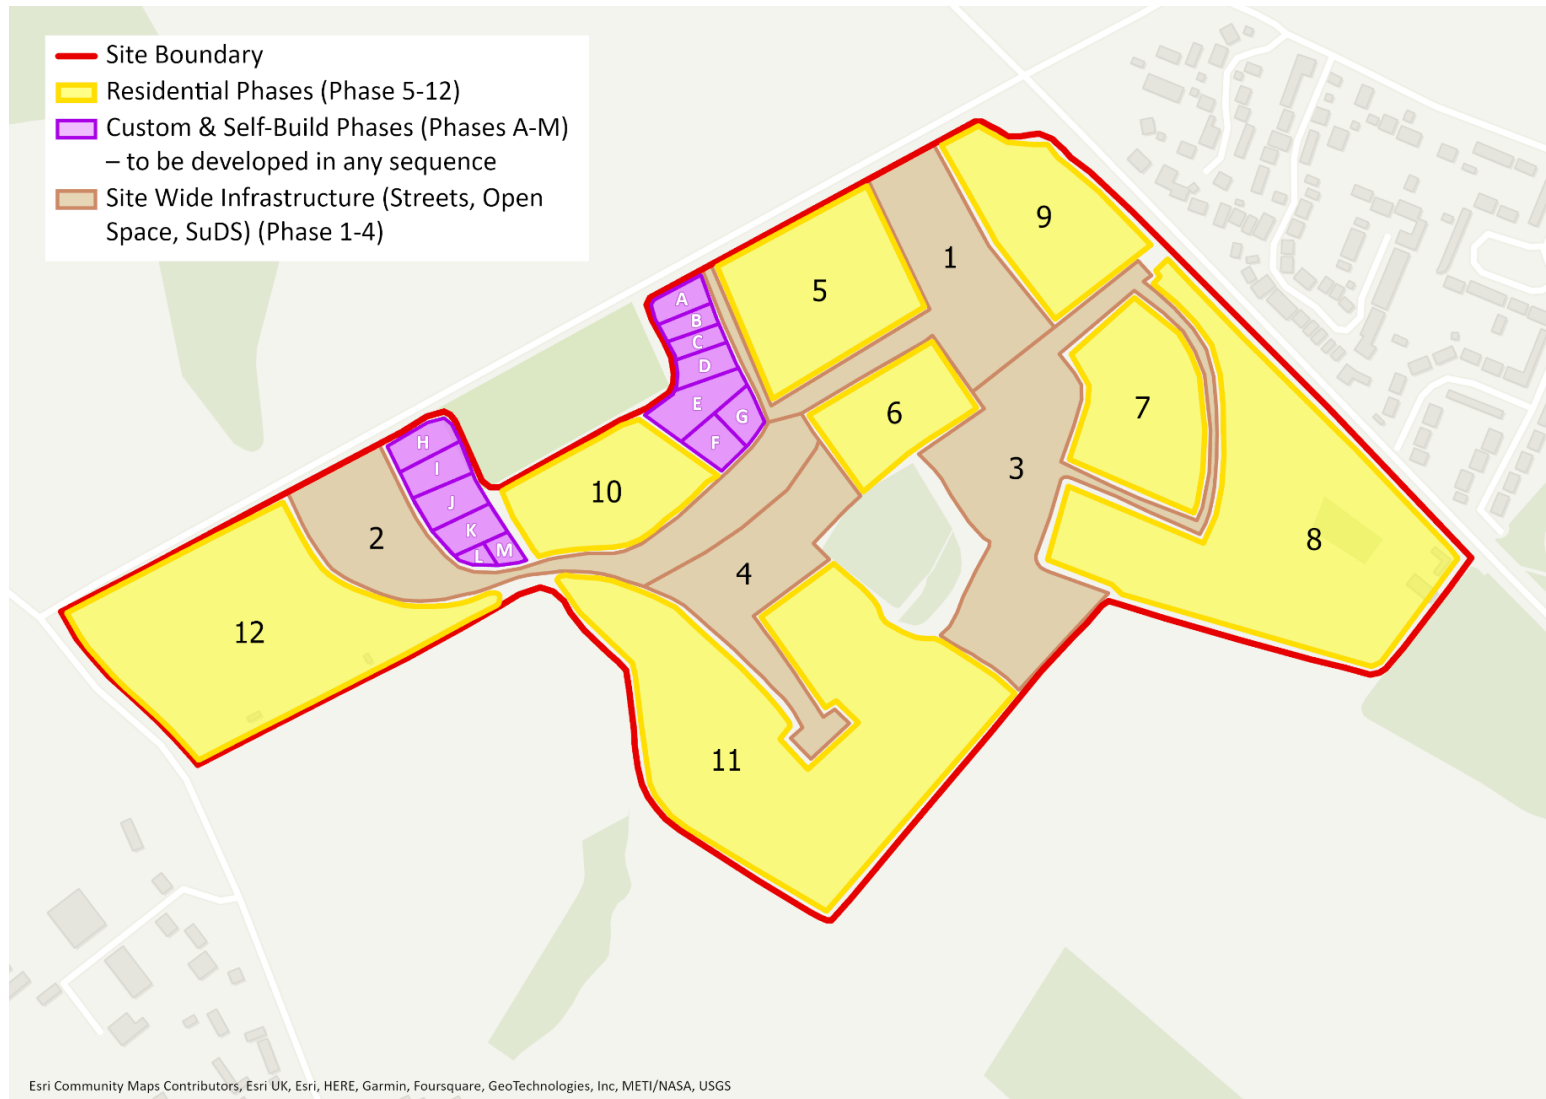 Site Boundary
Residential Phases (Phase 5-12)
Custom & Self-Build Phases (Phases A-M)
– to be developed in any sequence
Site Wide Infrastructure (Streets, Open
Space, SuDS) (Phase 1-4)
9
1
5
A
B
C
D
E
G
F
6
7
H
I
J
K
L
M
10
3
2
4
8
12
11
Esri Community Maps Contributors, Esri UK, Esri, HERE, Garmin, Foursquare, GeoTechnologies, Inc, METI/NASA, USGS